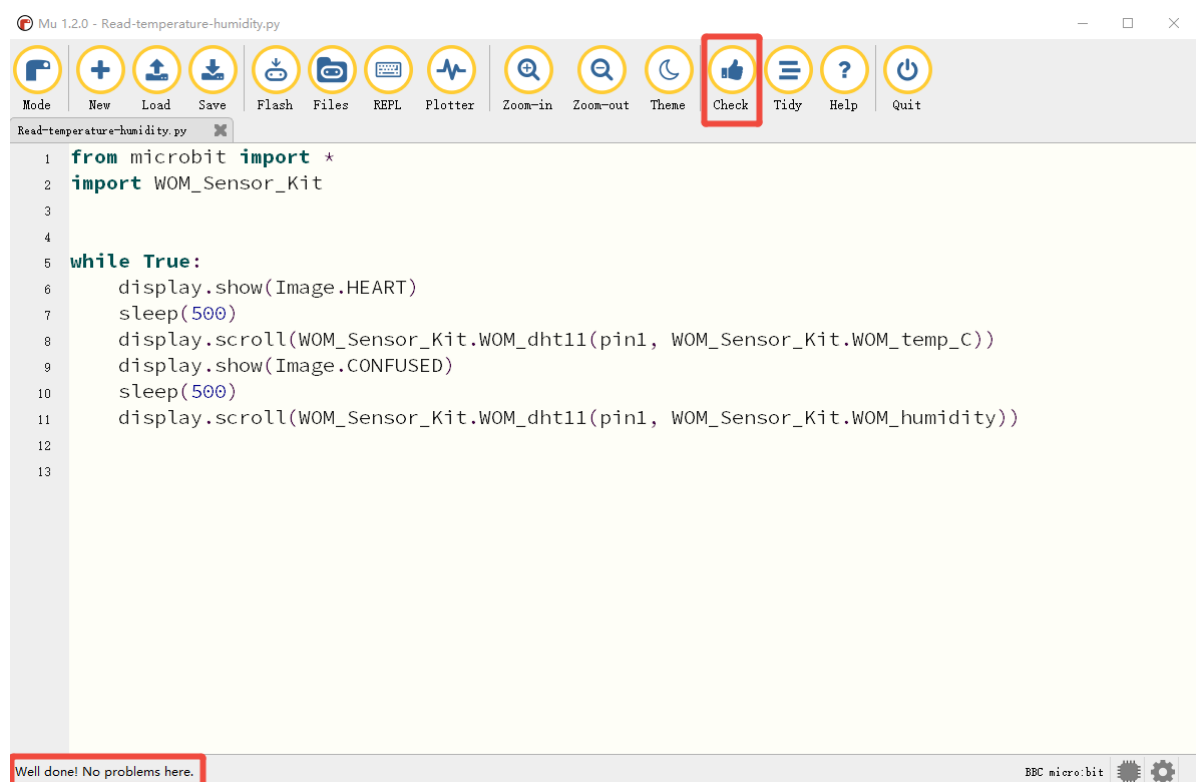 Mu 1.2.0 - Read-temperature-humidity.py
Mode New Load Save Flash Files REPL Plotter Zoom-in Zoom-out Theme Check Tidy Help Quit
Read-temperature-humidity.py
1 from microbit import *
2 import WOM_Sensor_Kit
3
4
5 while True:
6     display.show(Image.HEART)
7     sleep(500)
8     display.scroll(WOM_Sensor_Kit.WOM_dht11(pin1, WOM_Sensor_Kit.WOM_temp_C))
9     display.show(Image.CONFUSED)
10     sleep(500)
11     display.scroll(WOM_Sensor_Kit.WOM_dht11(pin1, WOM_Sensor_Kit.WOM_humidity))
12
13
Well done! No problems here. BBC micro:bit